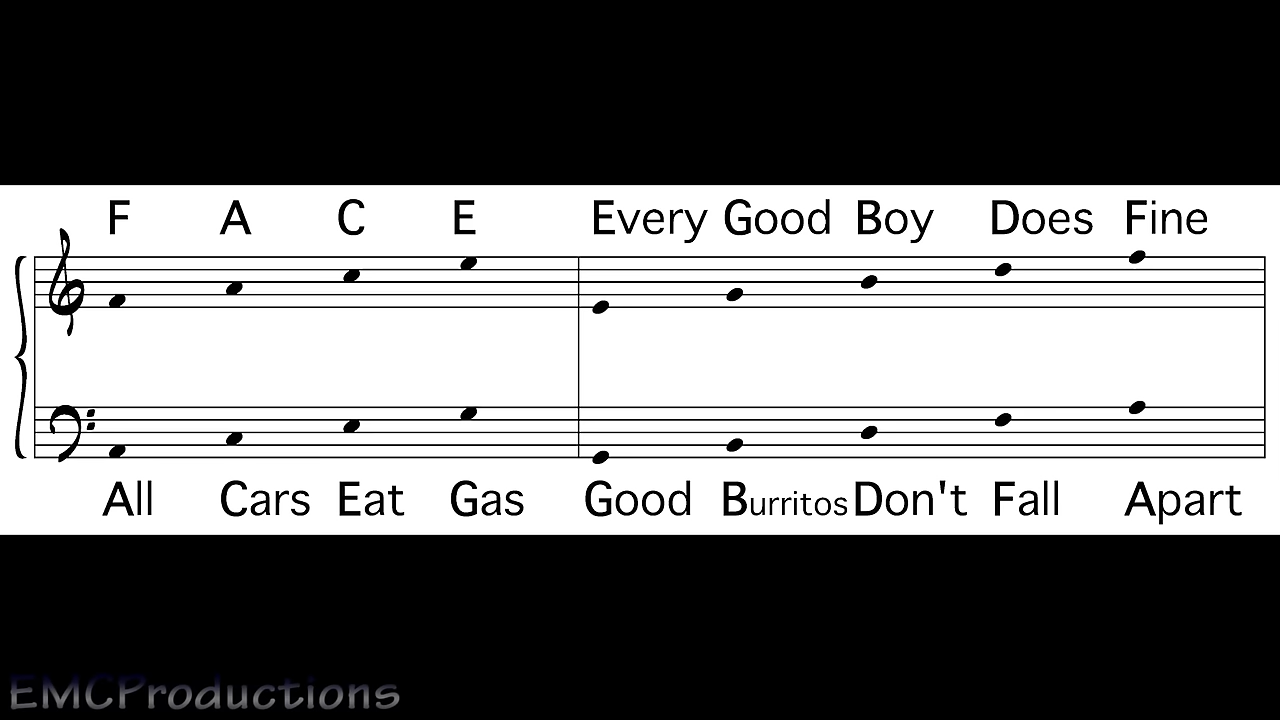 F A C E Every Good Boy Does Fine
All Cars Eat Gas Good Burritos Don't Fall Apart
EMCProductions